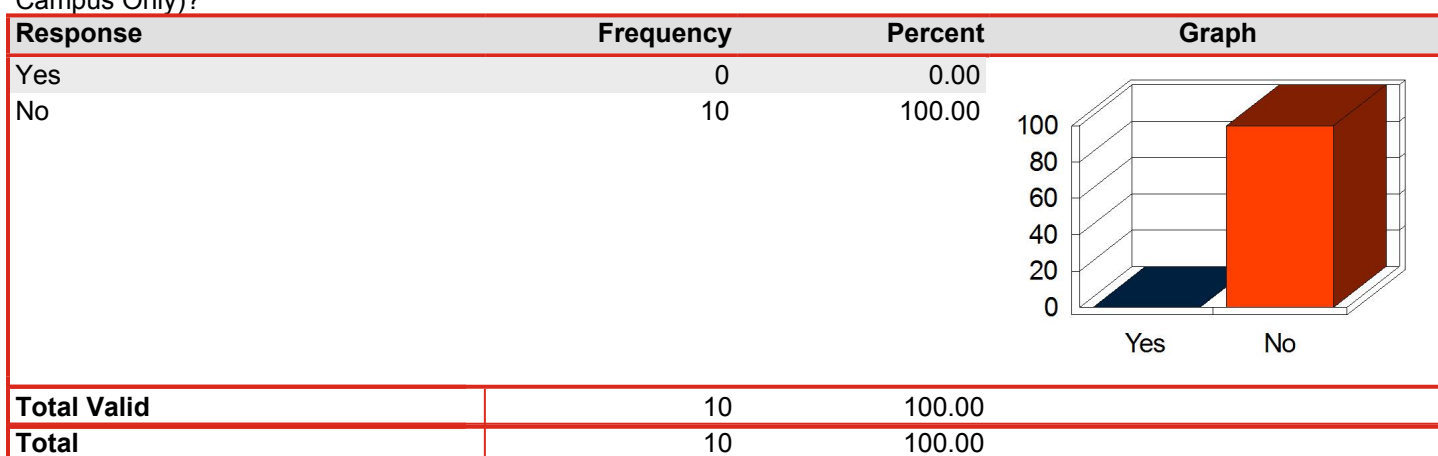 Campus Only)?
Response Frequency Percent Graph
Yes 0 0.00
No 10 100.00
100
80
60
40
20
0
Yes No
Total Valid 10 100.00
Total 10 100.00